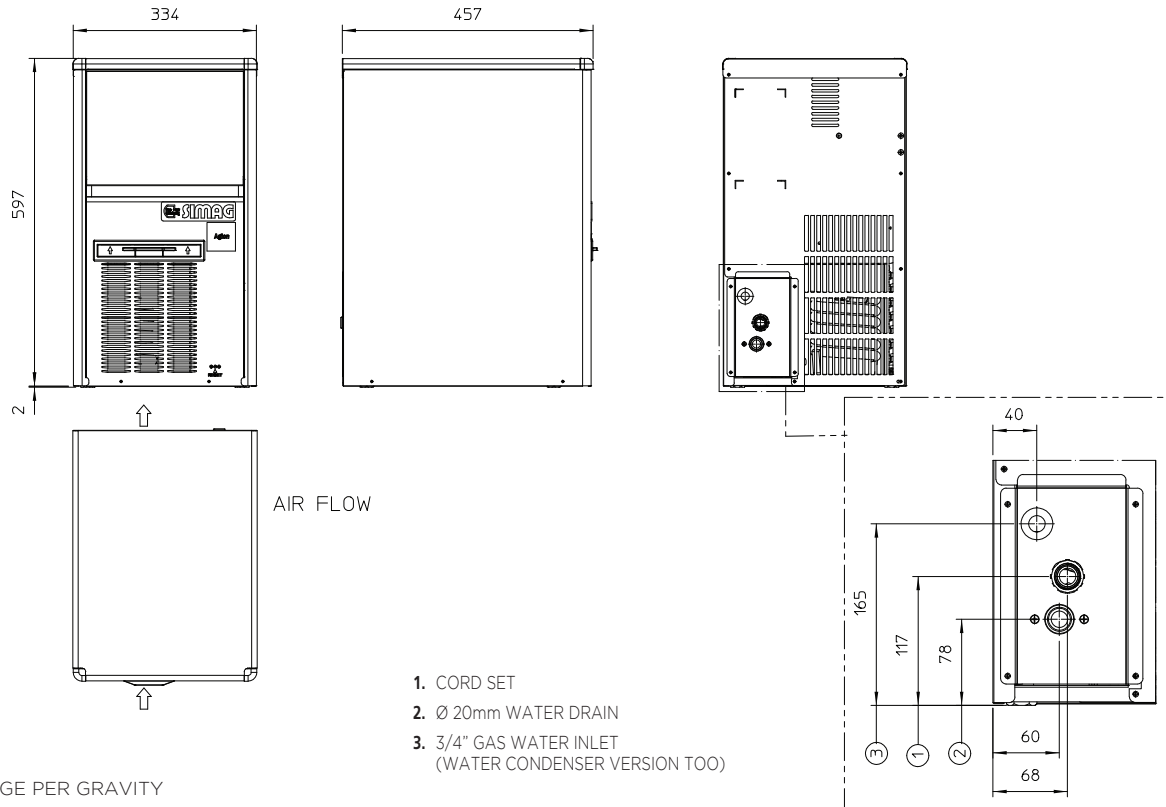 334
457
597
SIMAG
2
AIR FLOW
40
165
117
78
60
68
3
1
2
1. CORD SET
2. Ø 20mm WATER DRAIN
3. 3/4” GAS WATER INLET
(WATER CONDENSER VERSION TOO)
GE PER GRAVITY